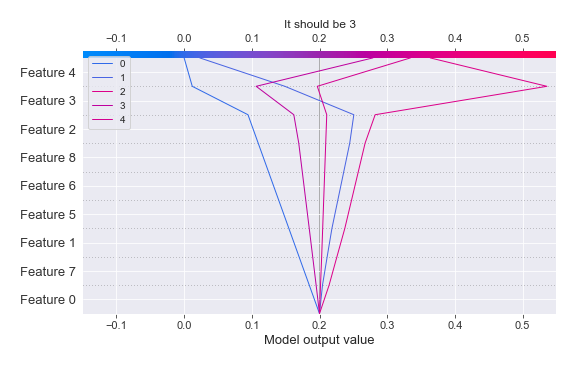 It should be 3
−0.1 0.0 0.1 0.2 0.3 0.4 0.5
0
1
2
3
4
Feature 4
Feature 3
Feature 2
Feature 8
Feature 6
Feature 5
Feature 1
Feature 7
Feature 0
−0.1 0.0 0.1 0.2 0.3 0.4 0.5
Model output value